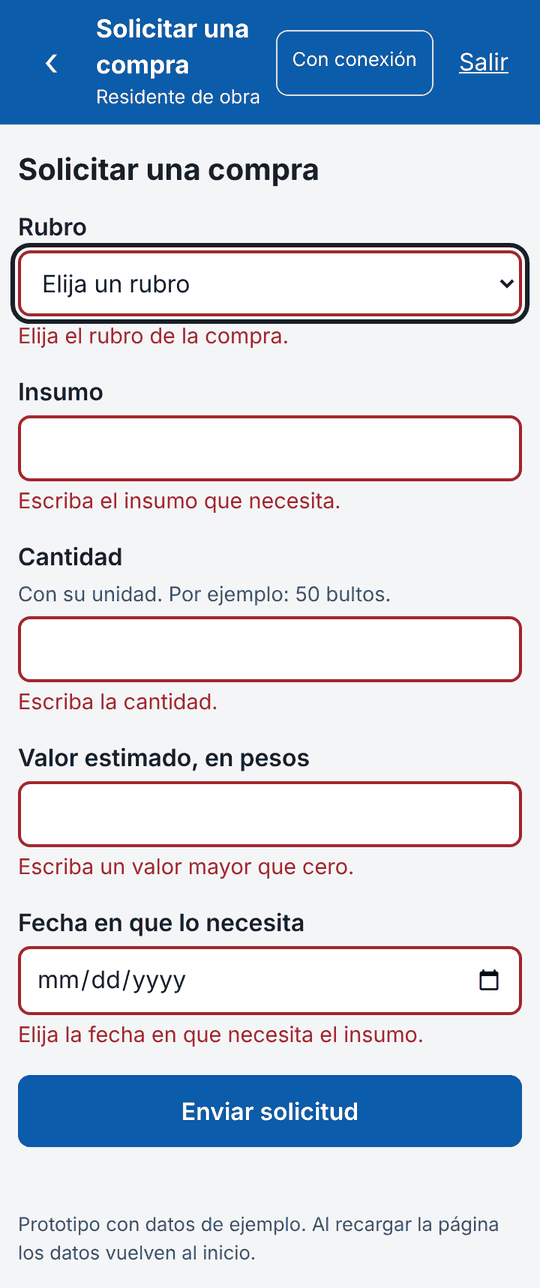 Solicitar una
compra
Residente de obra
Con conexión
Salir
Solicitar una compra
Rubro
Elija un rubro
Elija el rubro de la compra.
Insumo
Escriba el insumo que necesita.
Cantidad
Con su unidad. Por ejemplo: 50 bultos.
Escriba la cantidad.
Valor estimado, en pesos
Escriba un valor mayor que cero.
Fecha en que lo necesita
mm/dd/yyyy
Elija la fecha en que necesita el insumo.
Enviar solicitud
Prototipo con datos de ejemplo. Al recargar la página
los datos vuelven al inicio.